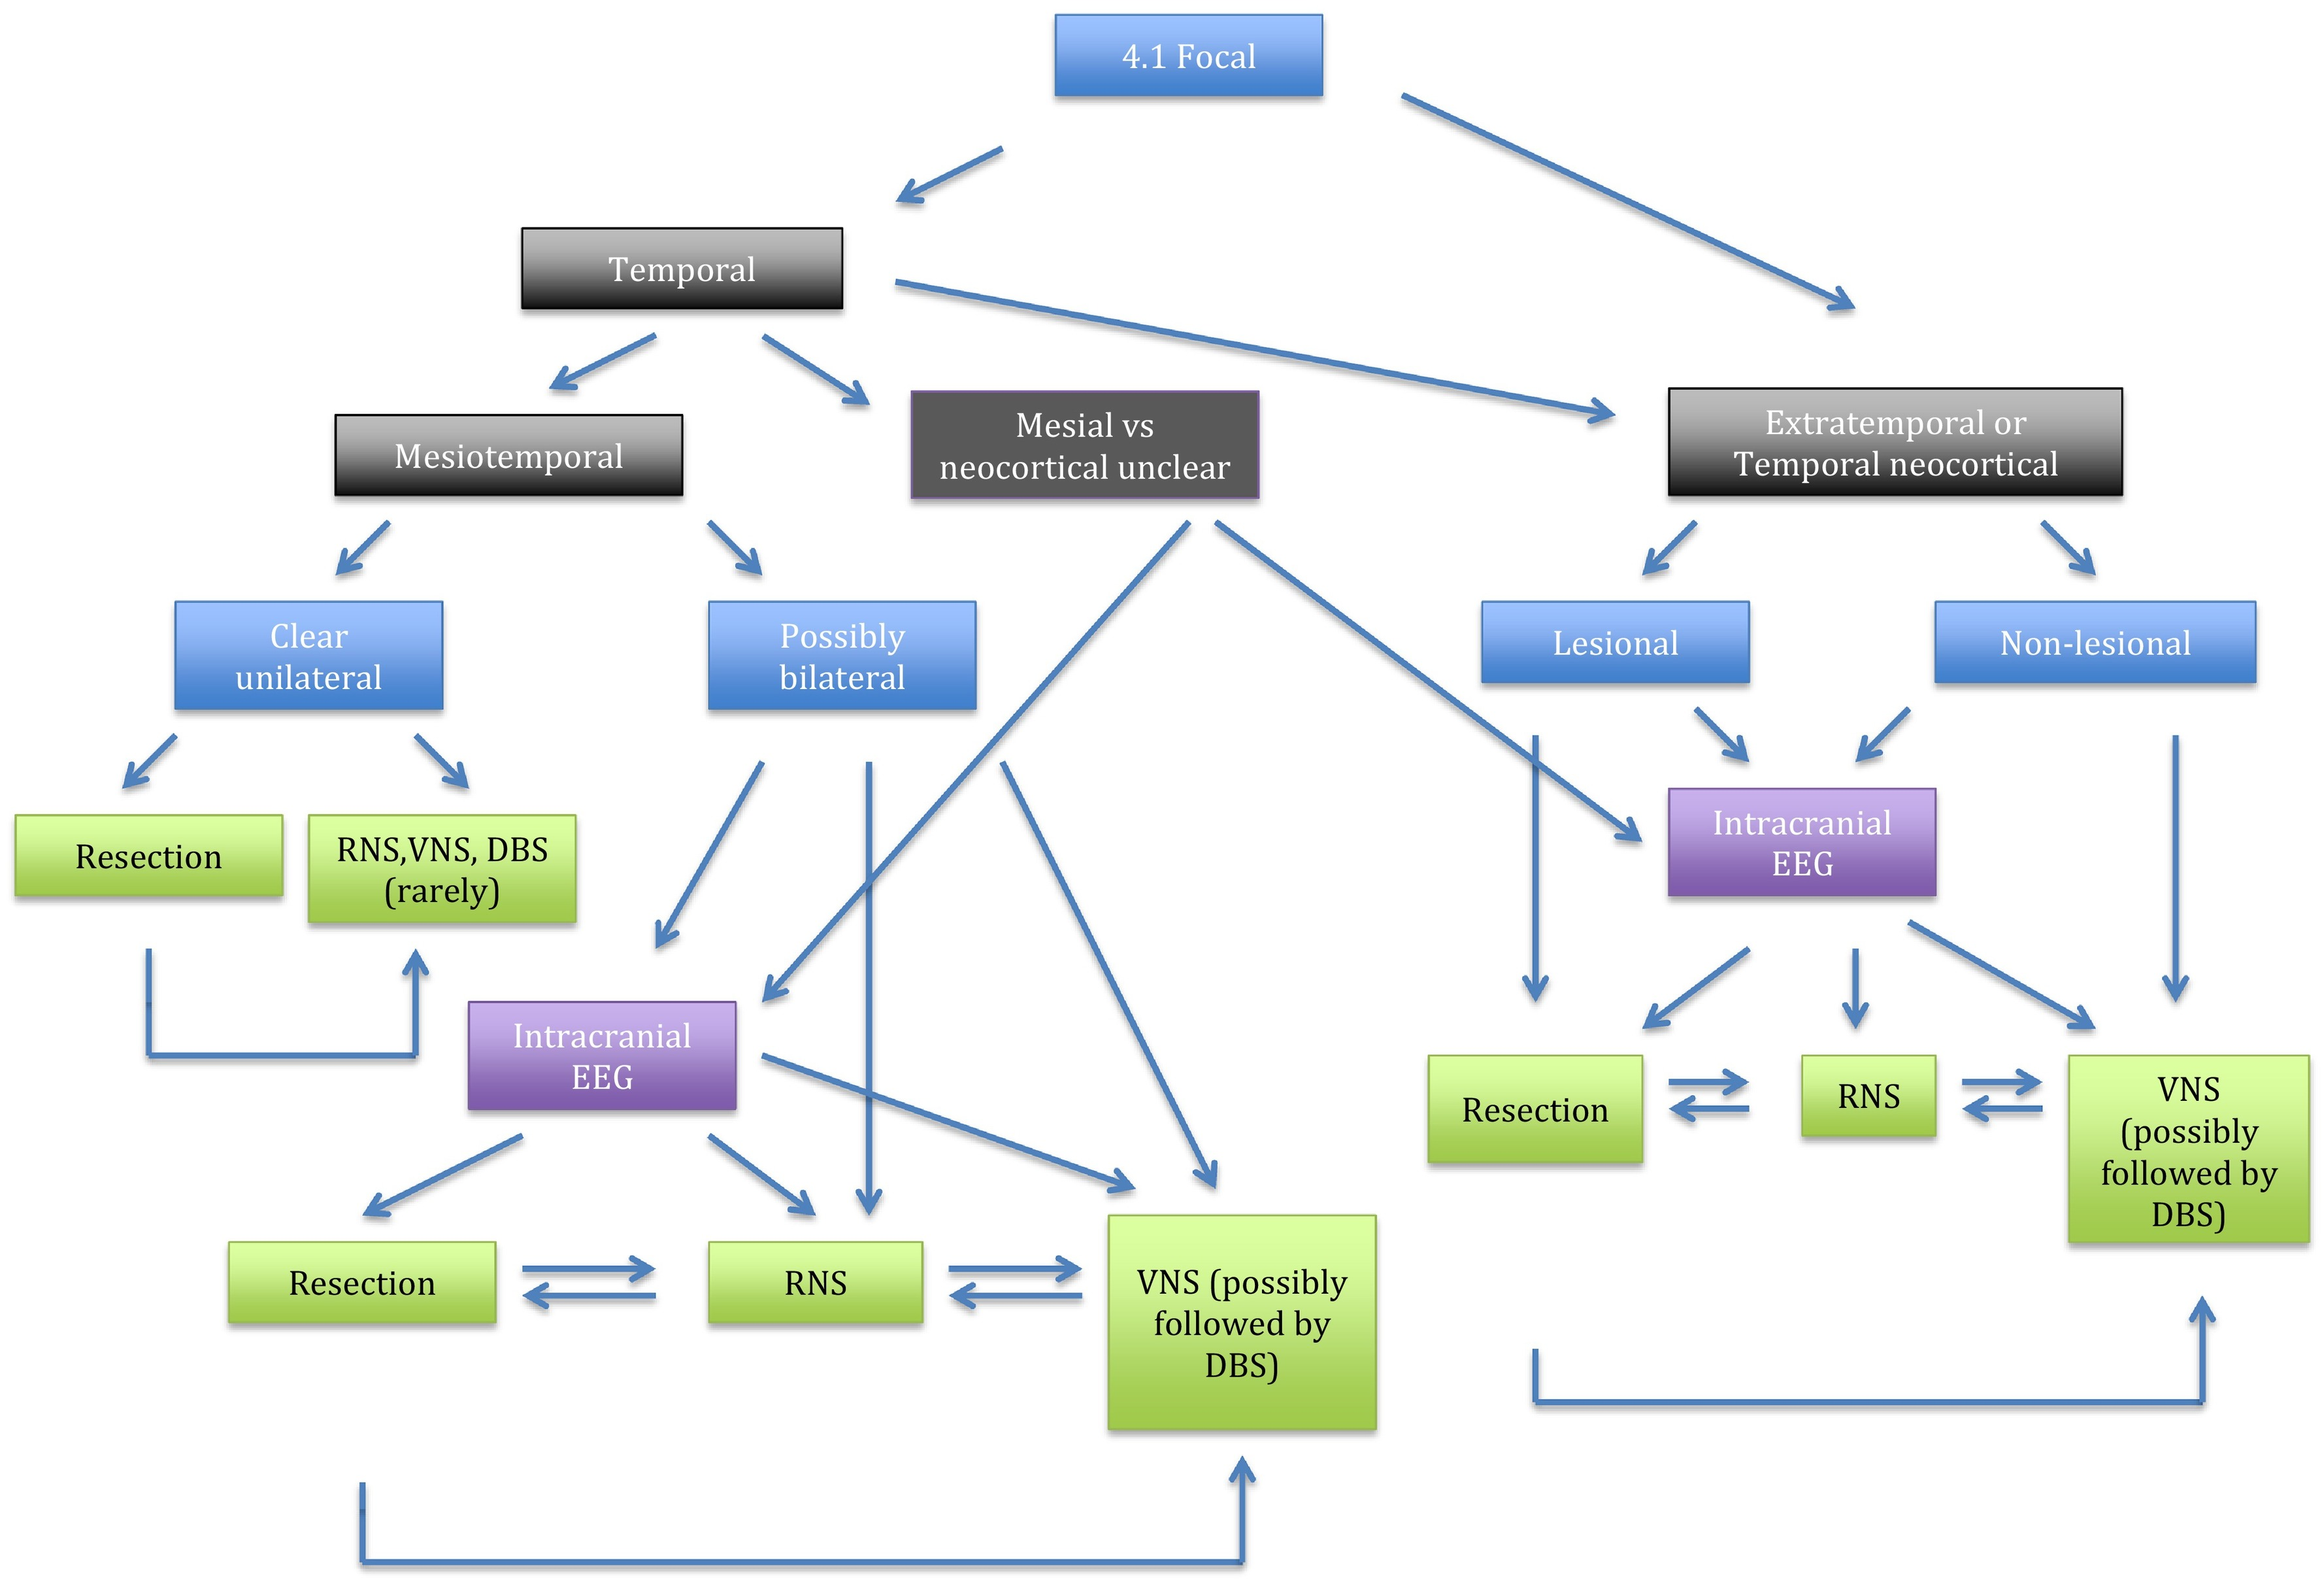 4.1 Focal
Temporal
Mesiotemporal
Mesial vs
neocortical unclear
Extratemporal or
Temporal neocortical
Clear
unilateral
Possibly
bilateral
Lesional
Non-lesional
Resection
RNS,VNS, DBS
(rarely)
Intracranial
EEG
Intracranial
EEG
Resection
RNS
VNS
(possibly
followed by
DBS)
Resection
RNS
VNS (possibly
followed by
DBS)